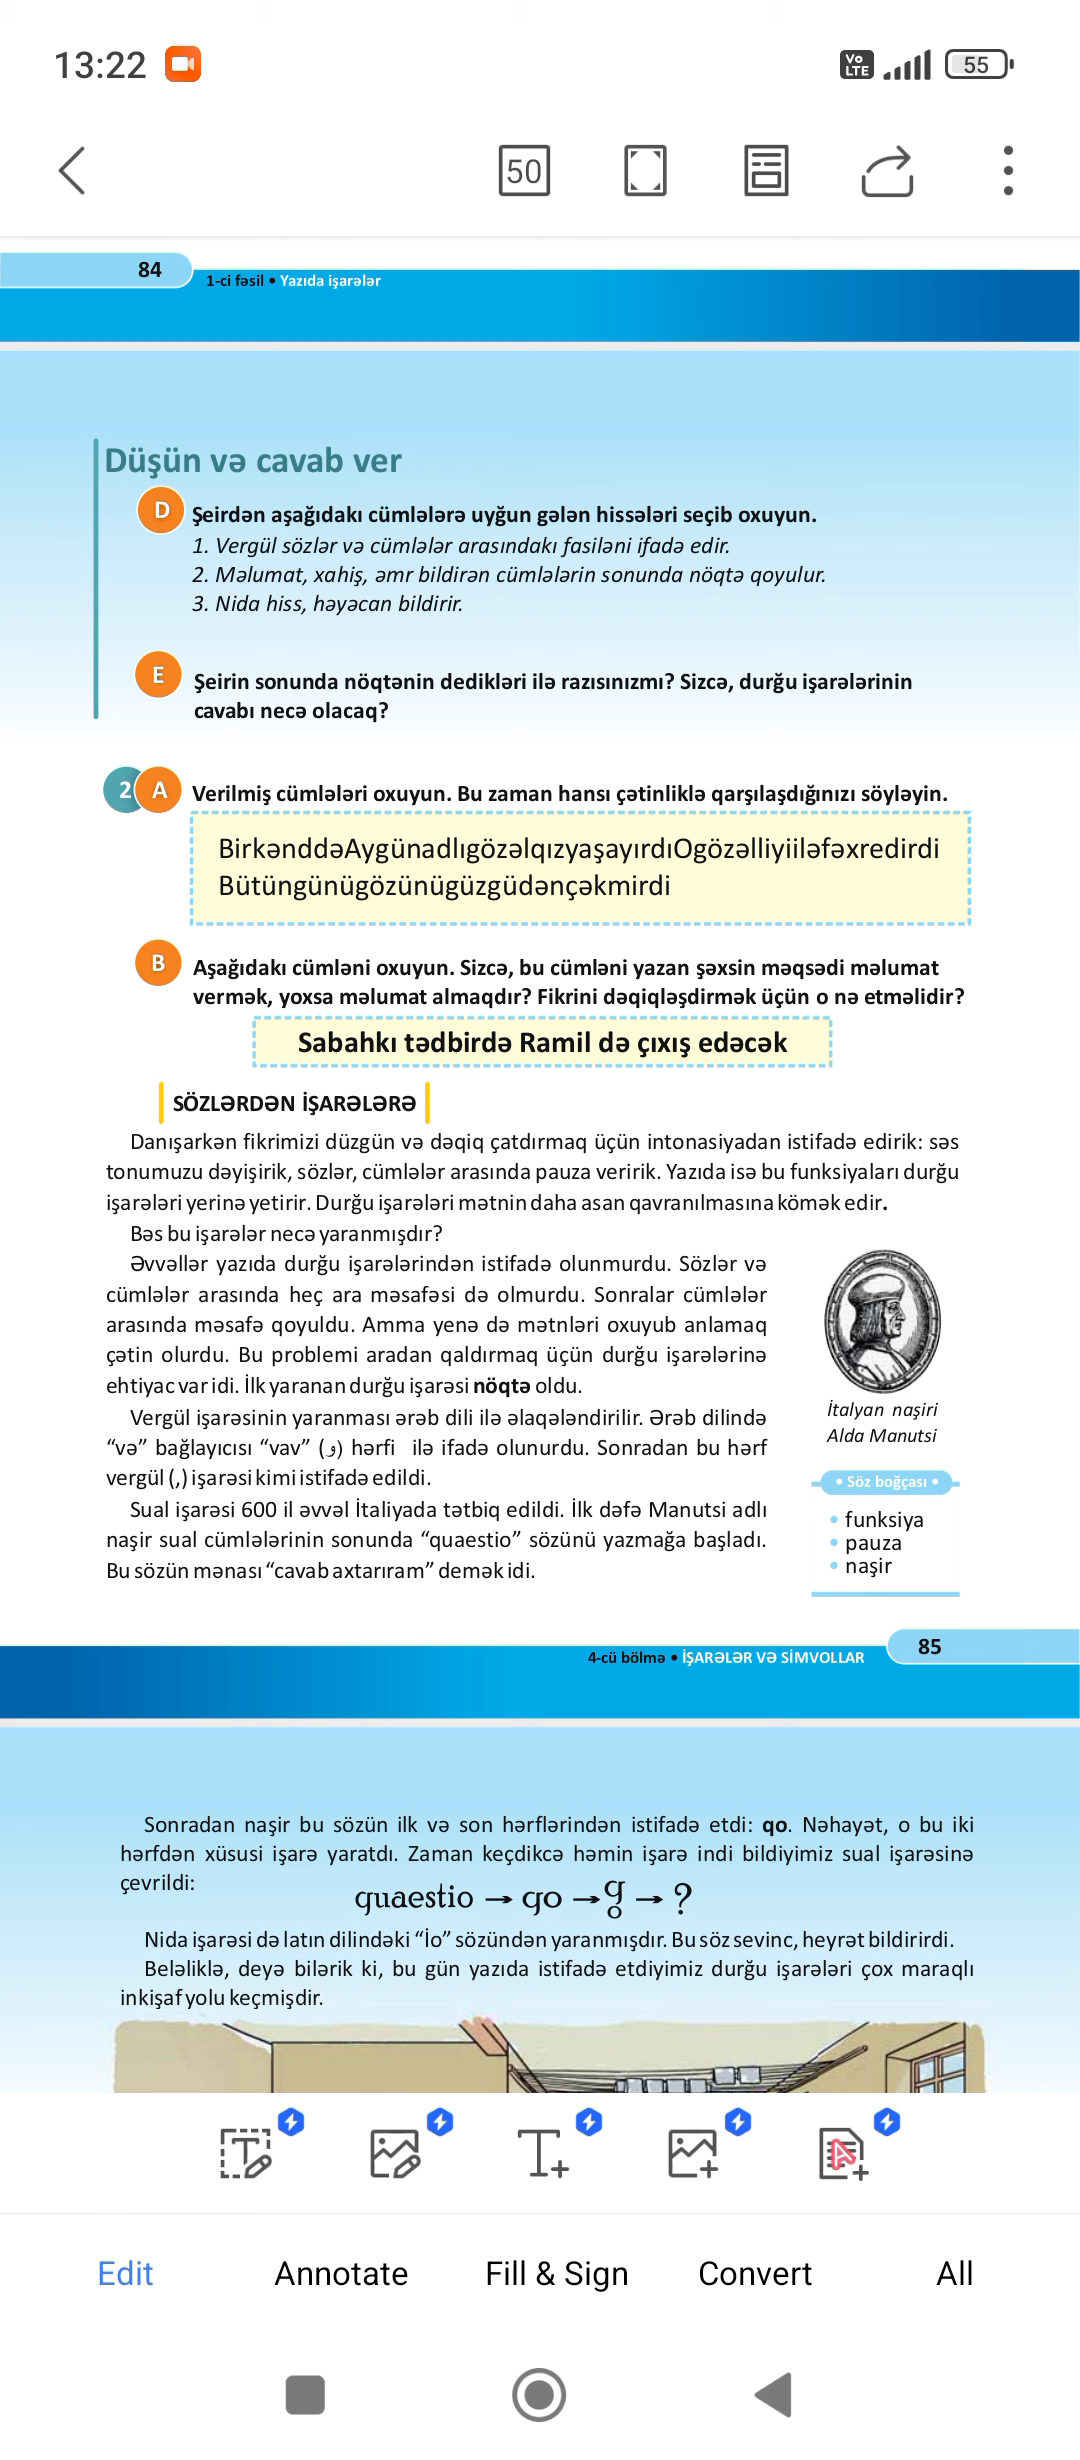 13:22
Vo LTE
55
50
84
1-ci fəsil • Yazıda işarələr
Düşün və cavab ver
D Şeirdən aşağıdakı cümlələrə uyğun gələn hissələri seçib oxuyun.
1. Vergül sözlər və cümlələr arasındakı fasiləni ifadə edir.
2. Məlumat, xahiş, əmr bildirən cümlələrin sonunda nöqtə qoyulur.
3. Nida hiss, həyəcan bildirir.
E Şeirin sonunda nöqtənin dedikləri ilə razısınızmı? Sizcə, durğu işarələrinin
cavabı necə olacaq?
2 A Verilmiş cümlələri oxuyun. Bu zaman hansı çətinliklə qarşılaşdığınızı söyləyin.
BirkənddəAygünadlıgözəlqızyaşayırdıOgözəlliyiiləfəxredirdi
Bütüngünügözünügüzgüdənçəkmirdi
B Aşağıdakı cümləni oxuyun. Sizcə, bu cümləni yazan şəxsin məqsədi məlumat
vermək, yoxsa məlumat almaqdır? Fikrini dəqiqləşdirmək üçün o nə etməlidir?
Sabahkı tədbirdə Ramil də çıxış edəcək
SÖZLƏRDƏN İŞARƏLƏRƏ
Danışarkən fikrimizi düzgün və dəqiq çatdırmaq üçün intonasiyadan istifadə edirik: səs
tonumuzu dəyişirik, sözlər, cümlələr arasında pauza veririk. Yazıda isə bu funksiyaları durğu
işarələri yerinə yetirir. Durğu işarələri mətnin daha asan qavranılmasına kömək edir.
Bəs bu işarələr necə yaranmışdır?
Əvvəllər yazıda durğu işarələrindən istifadə olunmurdu. Sözlər və
cümlələr arasında heç ara məsafəsi də olmurdu. Sonralar cümlələr
arasında məsafə qoyuldu. Amma yenə də mətnləri oxuyub anlamaq
çətin olurdu. Bu problemi aradan qaldırmaq üçün durğu işarələrinə
ehtiyac var idi. İlk yaranan durğu işarəsi nöqtə oldu.
Vergül işarəsinin yaranması ərəb dili ilə əlaqələndirilir. Ərəb dilində
“və” bağlayıcısı “vav” (و) hərfi ilə ifadə olunurdu. Sonradan bu hərf
vergül (,) işarəsi kimi istifadə edildi.
Sual işarəsi 600 il əvvəl İtaliyada tətbiq edildi. İlk dəfə Manutsi adlı
naşir sual cümlələrinin sonunda “quaestio” sözünü yazmağa başladı.
Bu sözün mənası “cavab axtarıram” demək idi.
İtalyan naşiri
Alda Manutsi
• Söz boğçası •
• funksiya
• pauza
• naşir
4-cü bölmə • İŞARƏLƏR VƏ SİMVOLLAR
85
Sonradan naşir bu sözün ilk və son hərflərindən istifadə etdi: qo. Nəhayət, o bu iki
hərfdən xüsusi işarə yaratdı. Zaman keçdikcə həmin işarə indi bildiyimiz sual işarəsinə
çevrildi:
quaestio → qo → q o → ?
Nida işarəsi də latın dilindəki “İo” sözündən yaranmışdır. Bu söz sevinc, heyrət bildirirdi.
Beləliklə, deyə bilərik ki, bu gün yazıda istifadə etdiyimiz durğu işarələri çox maraqlı
inkişaf yolu keçmişdir.
Edit
Annotate
Fill & Sign
Convert
All